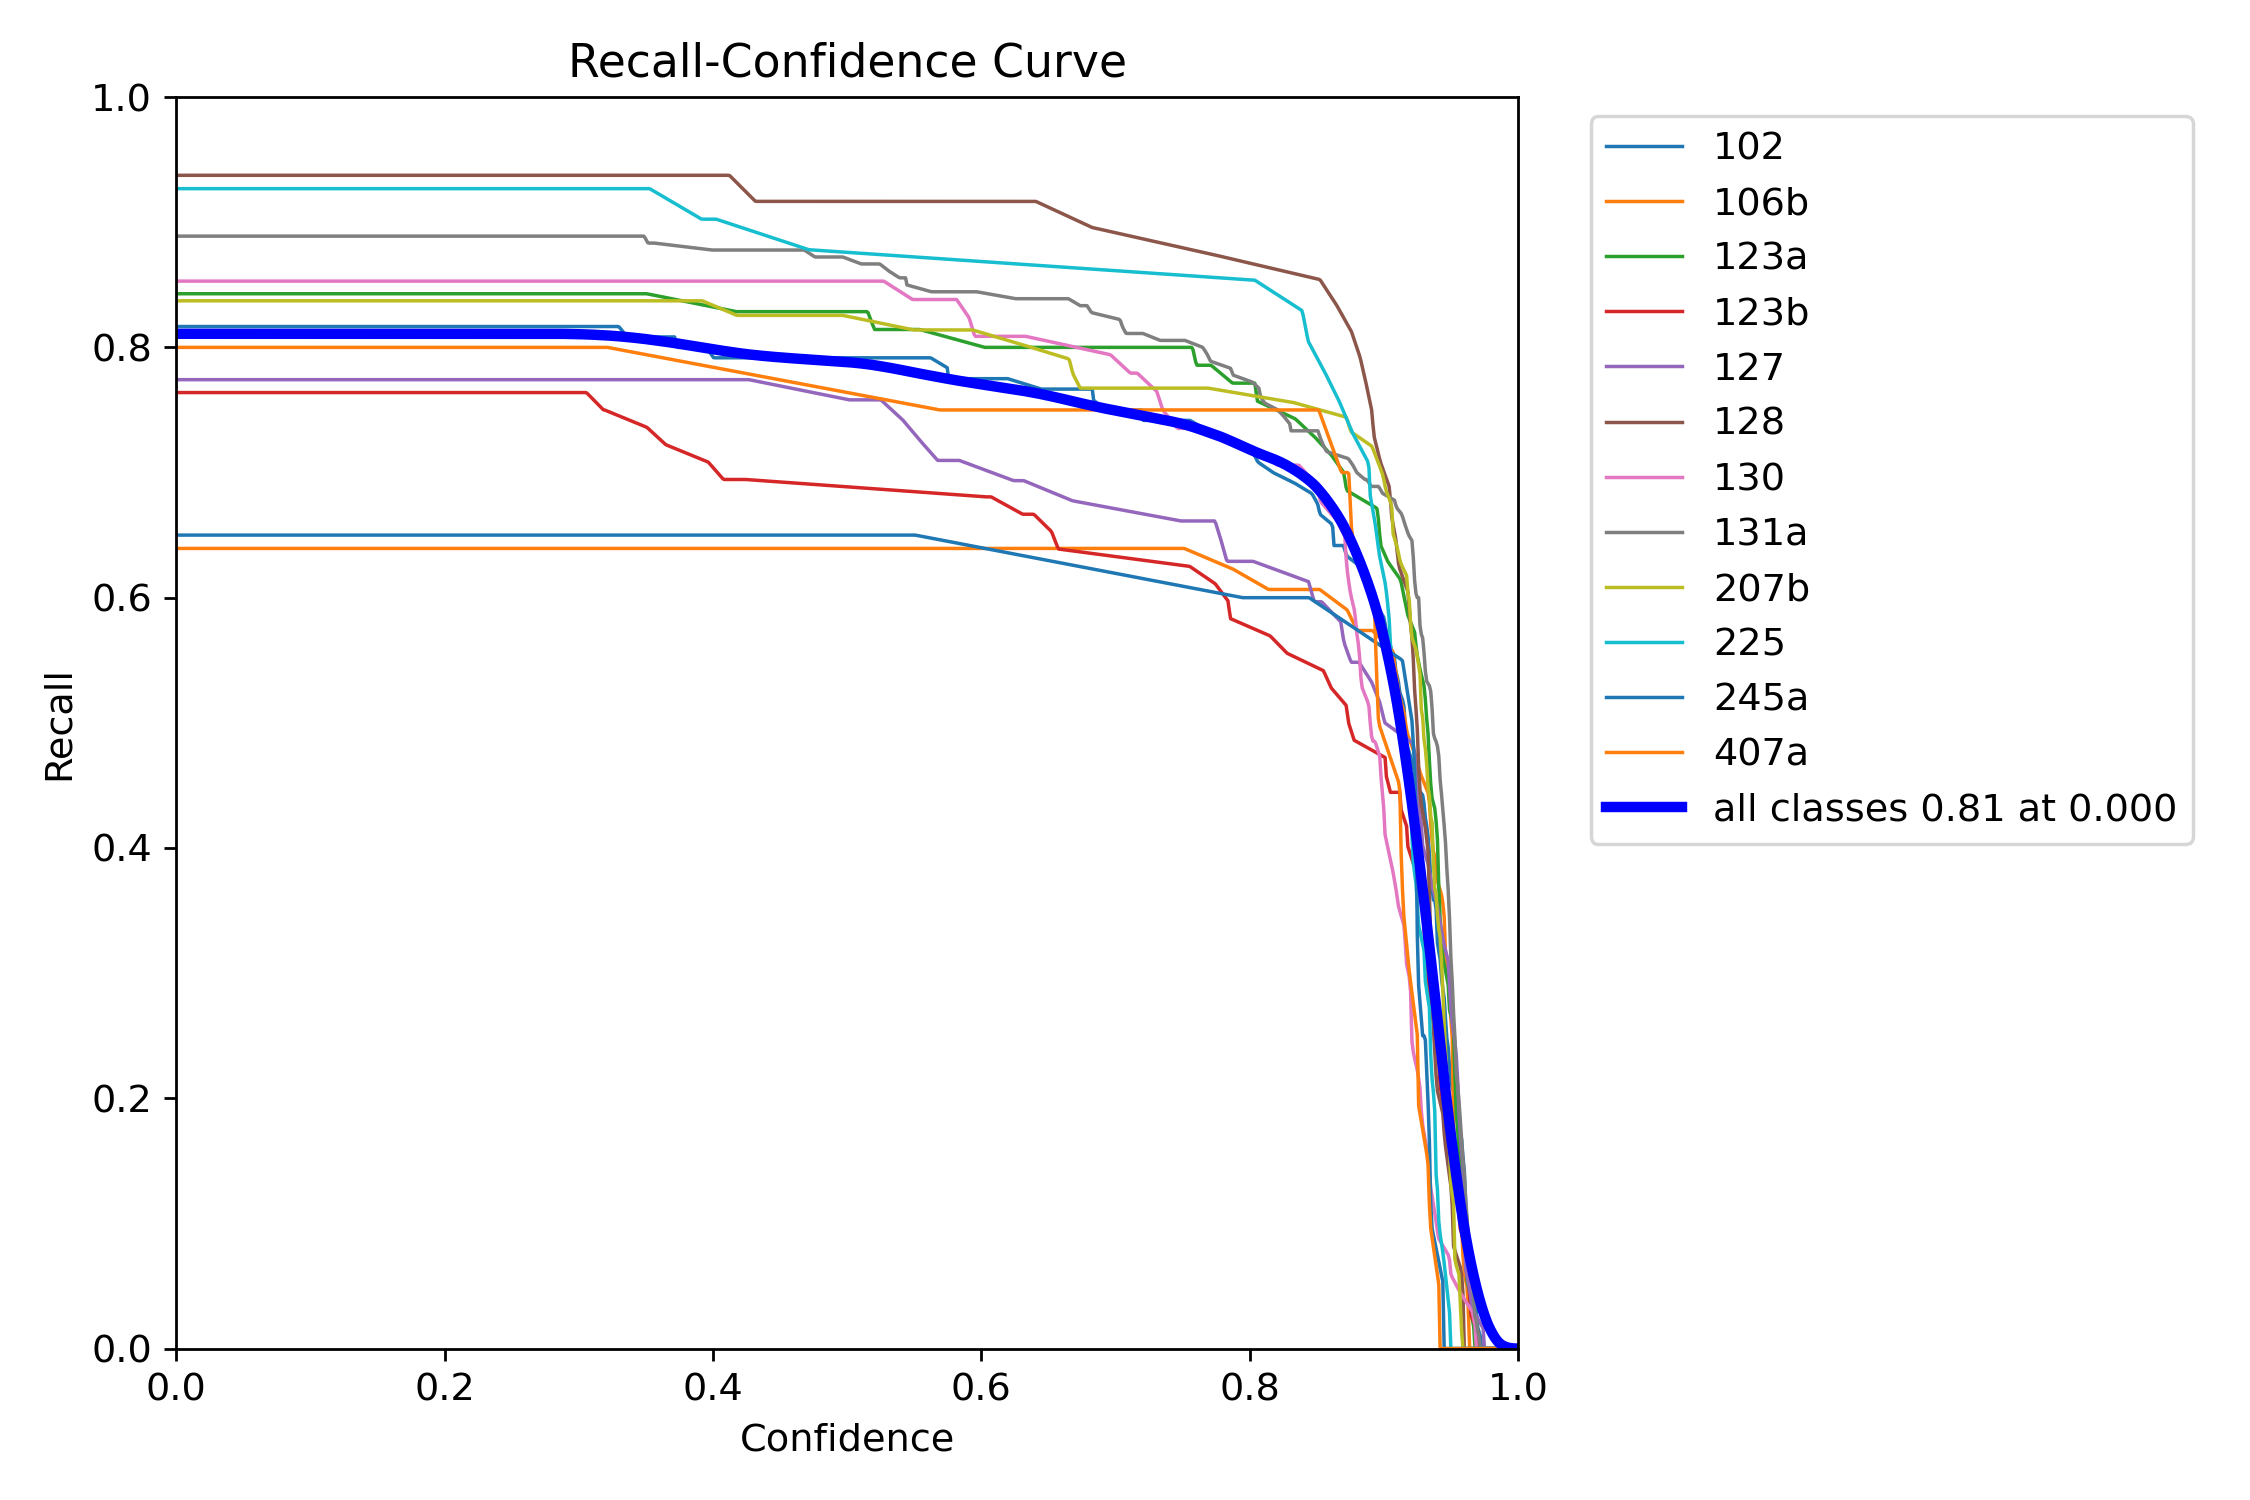 Recall-Confidence Curve
1.0
0.8
0.6
0.4
0.2
0.0
Recall
0.0 0.2 0.4 0.6 0.8 1.0
Confidence
102
106b
123a
123b
127
128
130
131a
207b
225
245a
407a
all classes 0.81 at 0.000